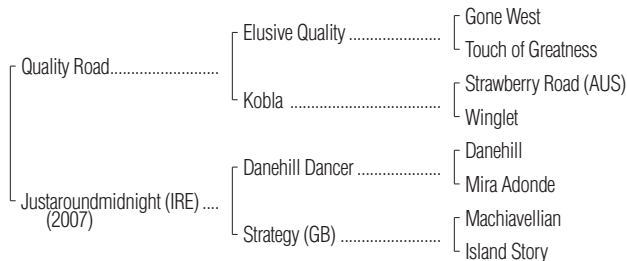 Gone West
Elusive Quality ...................
Touch of Greatness
Quality Road.......................
Strawberry Road (AUS)
Kobla ................................
Winglet
Danehill
Danehill Dancer .................
Mira Adonde
Justaroundmidnight (IRE) ....
(2007)
Machiavellian
Strategy (GB) .....................
Island Story